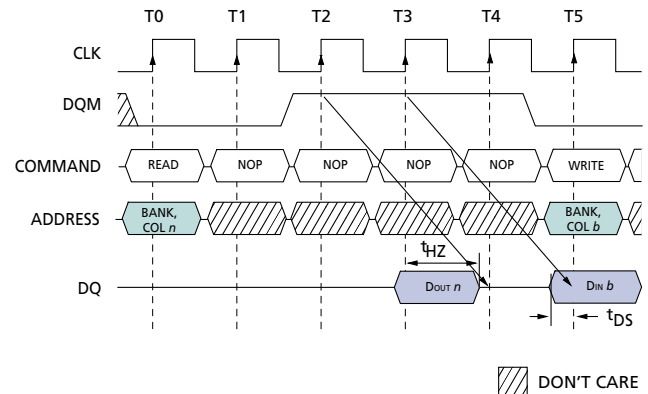 T0 T1 T2 T3 T4 T5
CLK
DQM
COMMAND READ NOP NOP NOP NOP WRITE
ADDRESS BANK, COL n BANK, COL b
tHZ
DQ DOUT n DIN b
tDS
DON'T CARE